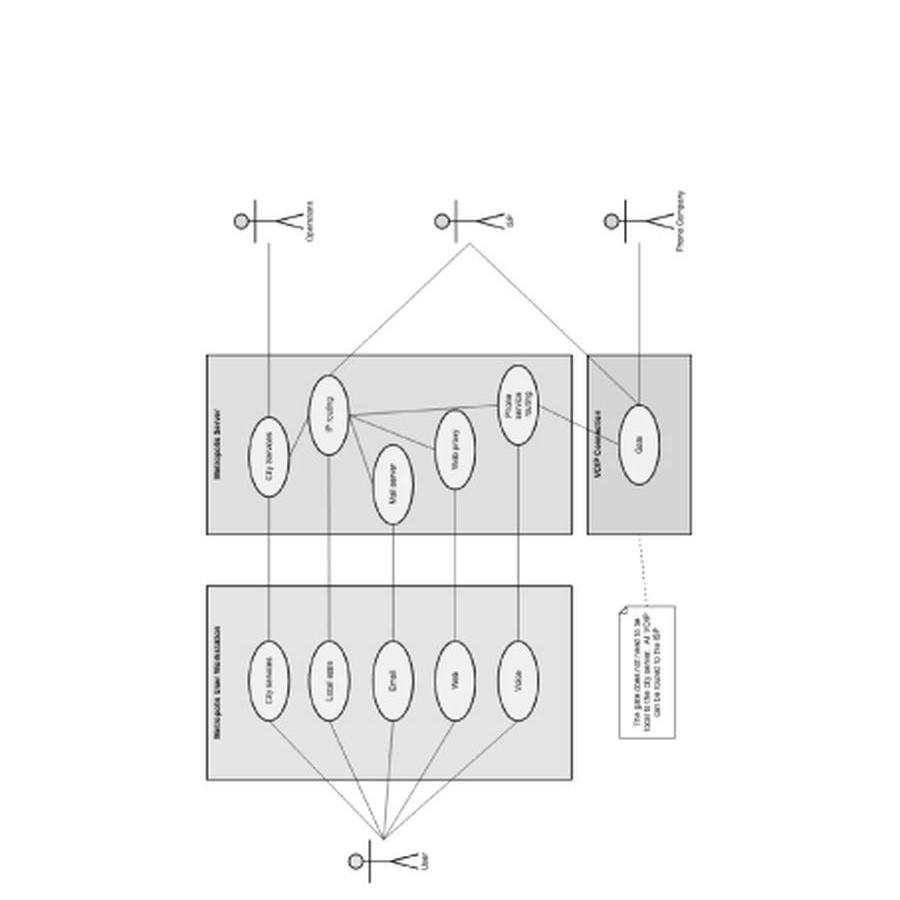 Metropolis User Workstation
Metropolis Server
City services
City Services
Operations
Local apps
IP routing
Email
Mail server
User
Web
Web proxy
ISP
Voice
Phone
service
routing
VOIP Connection
The gate does not need to be
local to the city server. All VOIP
can be routed to the ISP
Gate
Phone Company